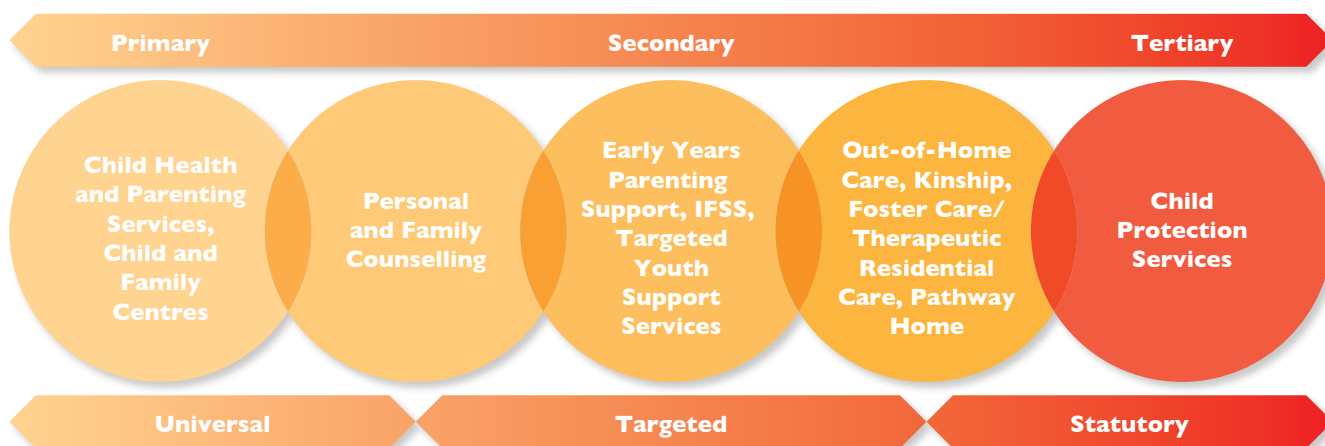 Primary
Secondary
Tertiary
Child Health
and Parenting
Services,
Child and
Family
Centres
Personal
and Family
Counselling
Early Years
Parenting
Support, IFSS,
Targeted
Youth
Support
Services
Out-of-Home
Care, Kinship,
Foster Care/
Therapeutic
Residential
Care, Pathway
Home
Child
Protection
Services
Universal
Targeted
Statutory